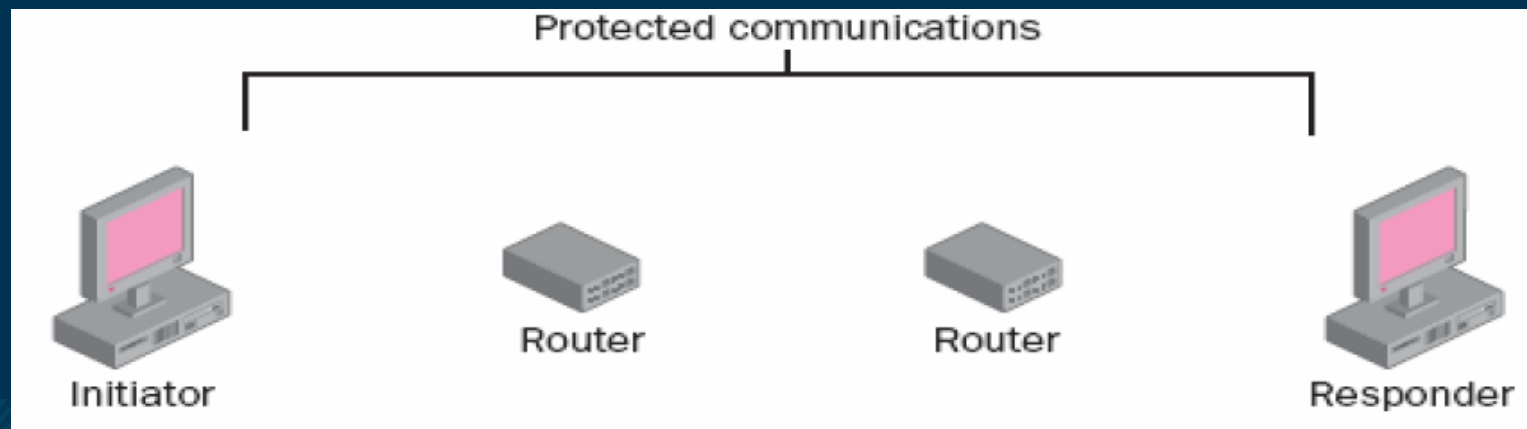 Protected communications
Router
Router
Initiator
Responder